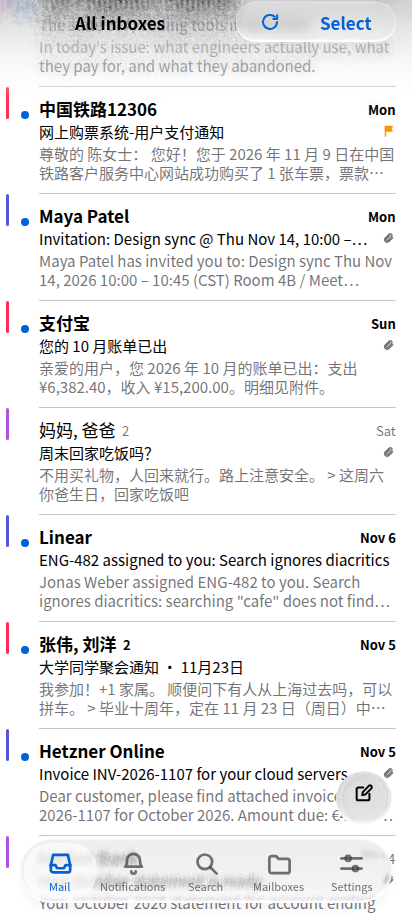 All inboxes
Select
In today's issue: what engineers actually use, what
they pay for, and what they abandoned.
中国铁路12306 Mon
网上购票系统-用户支付通知
尊敬的 陈女士： 您好！您于 2026 年 11 月 9 日在中国
铁路客户服务中心网站成功购买了 1 张车票，票款…
Maya Patel Mon
Invitation: Design sync @ Thu Nov 14, 10:00 –…
Maya Patel has invited you to: Design sync Thu Nov
14, 2026 10:00 – 10:45 (CST) Room 4B / Meet…
支付宝 Sun
您的 10 月账单已出
亲爱的用户，您 2026 年 10 月的账单已出：支出
¥6,382.40，收入 ¥15,200.00。明细见附件。
妈妈, 爸爸 2 Sat
周末回家吃饭吗？
不用买礼物，人回来就行。路上注意安全。 > 这周六
你爸生日，回家吃饭吧
Linear Nov 6
ENG-482 assigned to you: Search ignores diacritics
Jonas Weber assigned ENG-482 to you. Search
ignores diacritics: searching "cafe" does not find…
张伟, 刘洋 2 Nov 5
大学同学聚会通知 · 11月23日
我参加！+1 家属。 顺便问下有人从上海过去吗，可以
拼车。 > 毕业十周年，定在 11 月 23 日（周日）中…
Hetzner Online Nov 5
Invoice INV-2026-1107 for your cloud servers
Dear customer, please find attached invoice
2026-1107 for October 2026. Amount due: €
Mail
Notifications
Search
Mailboxes
Settings
Your October 2026 statement for account ending